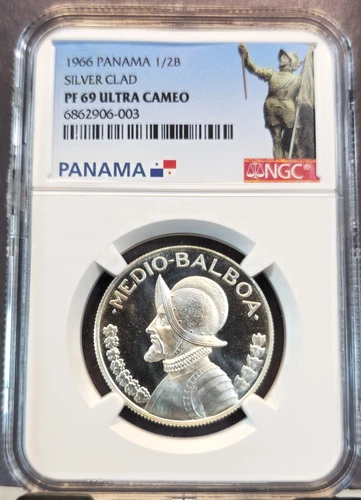 1966 PANAMA 1/2B
SILVER CLAD
PF 69 ULTRA CAMEO
6862906-003
PANAMA
NGC®
·MEDIO·BALBOA·